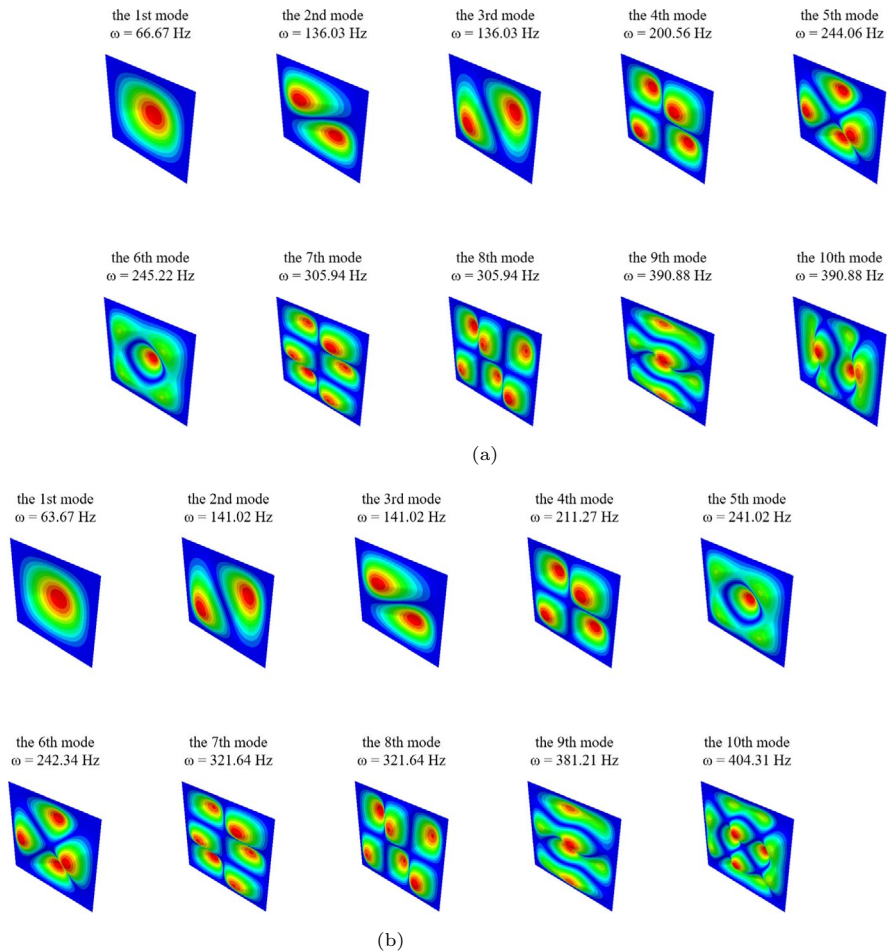 the 1st mode
ω = 66.67 Hz
the 2nd mode
ω = 136.03 Hz
the 3rd mode
ω = 136.03 Hz
the 4th mode
ω = 200.56 Hz
the 5th mode
ω = 244.06 Hz
the 6th mode
ω = 245.22 Hz
the 7th mode
ω = 305.94 Hz
the 8th mode
ω = 305.94 Hz
the 9th mode
ω = 390.88 Hz
the 10th mode
ω = 390.88 Hz
(a)
the 1st mode
ω = 63.67 Hz
the 2nd mode
ω = 141.02 Hz
the 3rd mode
ω = 141.02 Hz
the 4th mode
ω = 211.27 Hz
the 5th mode
ω = 241.02 Hz
the 6th mode
ω = 242.34 Hz
the 7th mode
ω = 321.64 Hz
the 8th mode
ω = 321.64 Hz
the 9th mode
ω = 381.21 Hz
the 10th mode
ω = 404.31 Hz
(b)